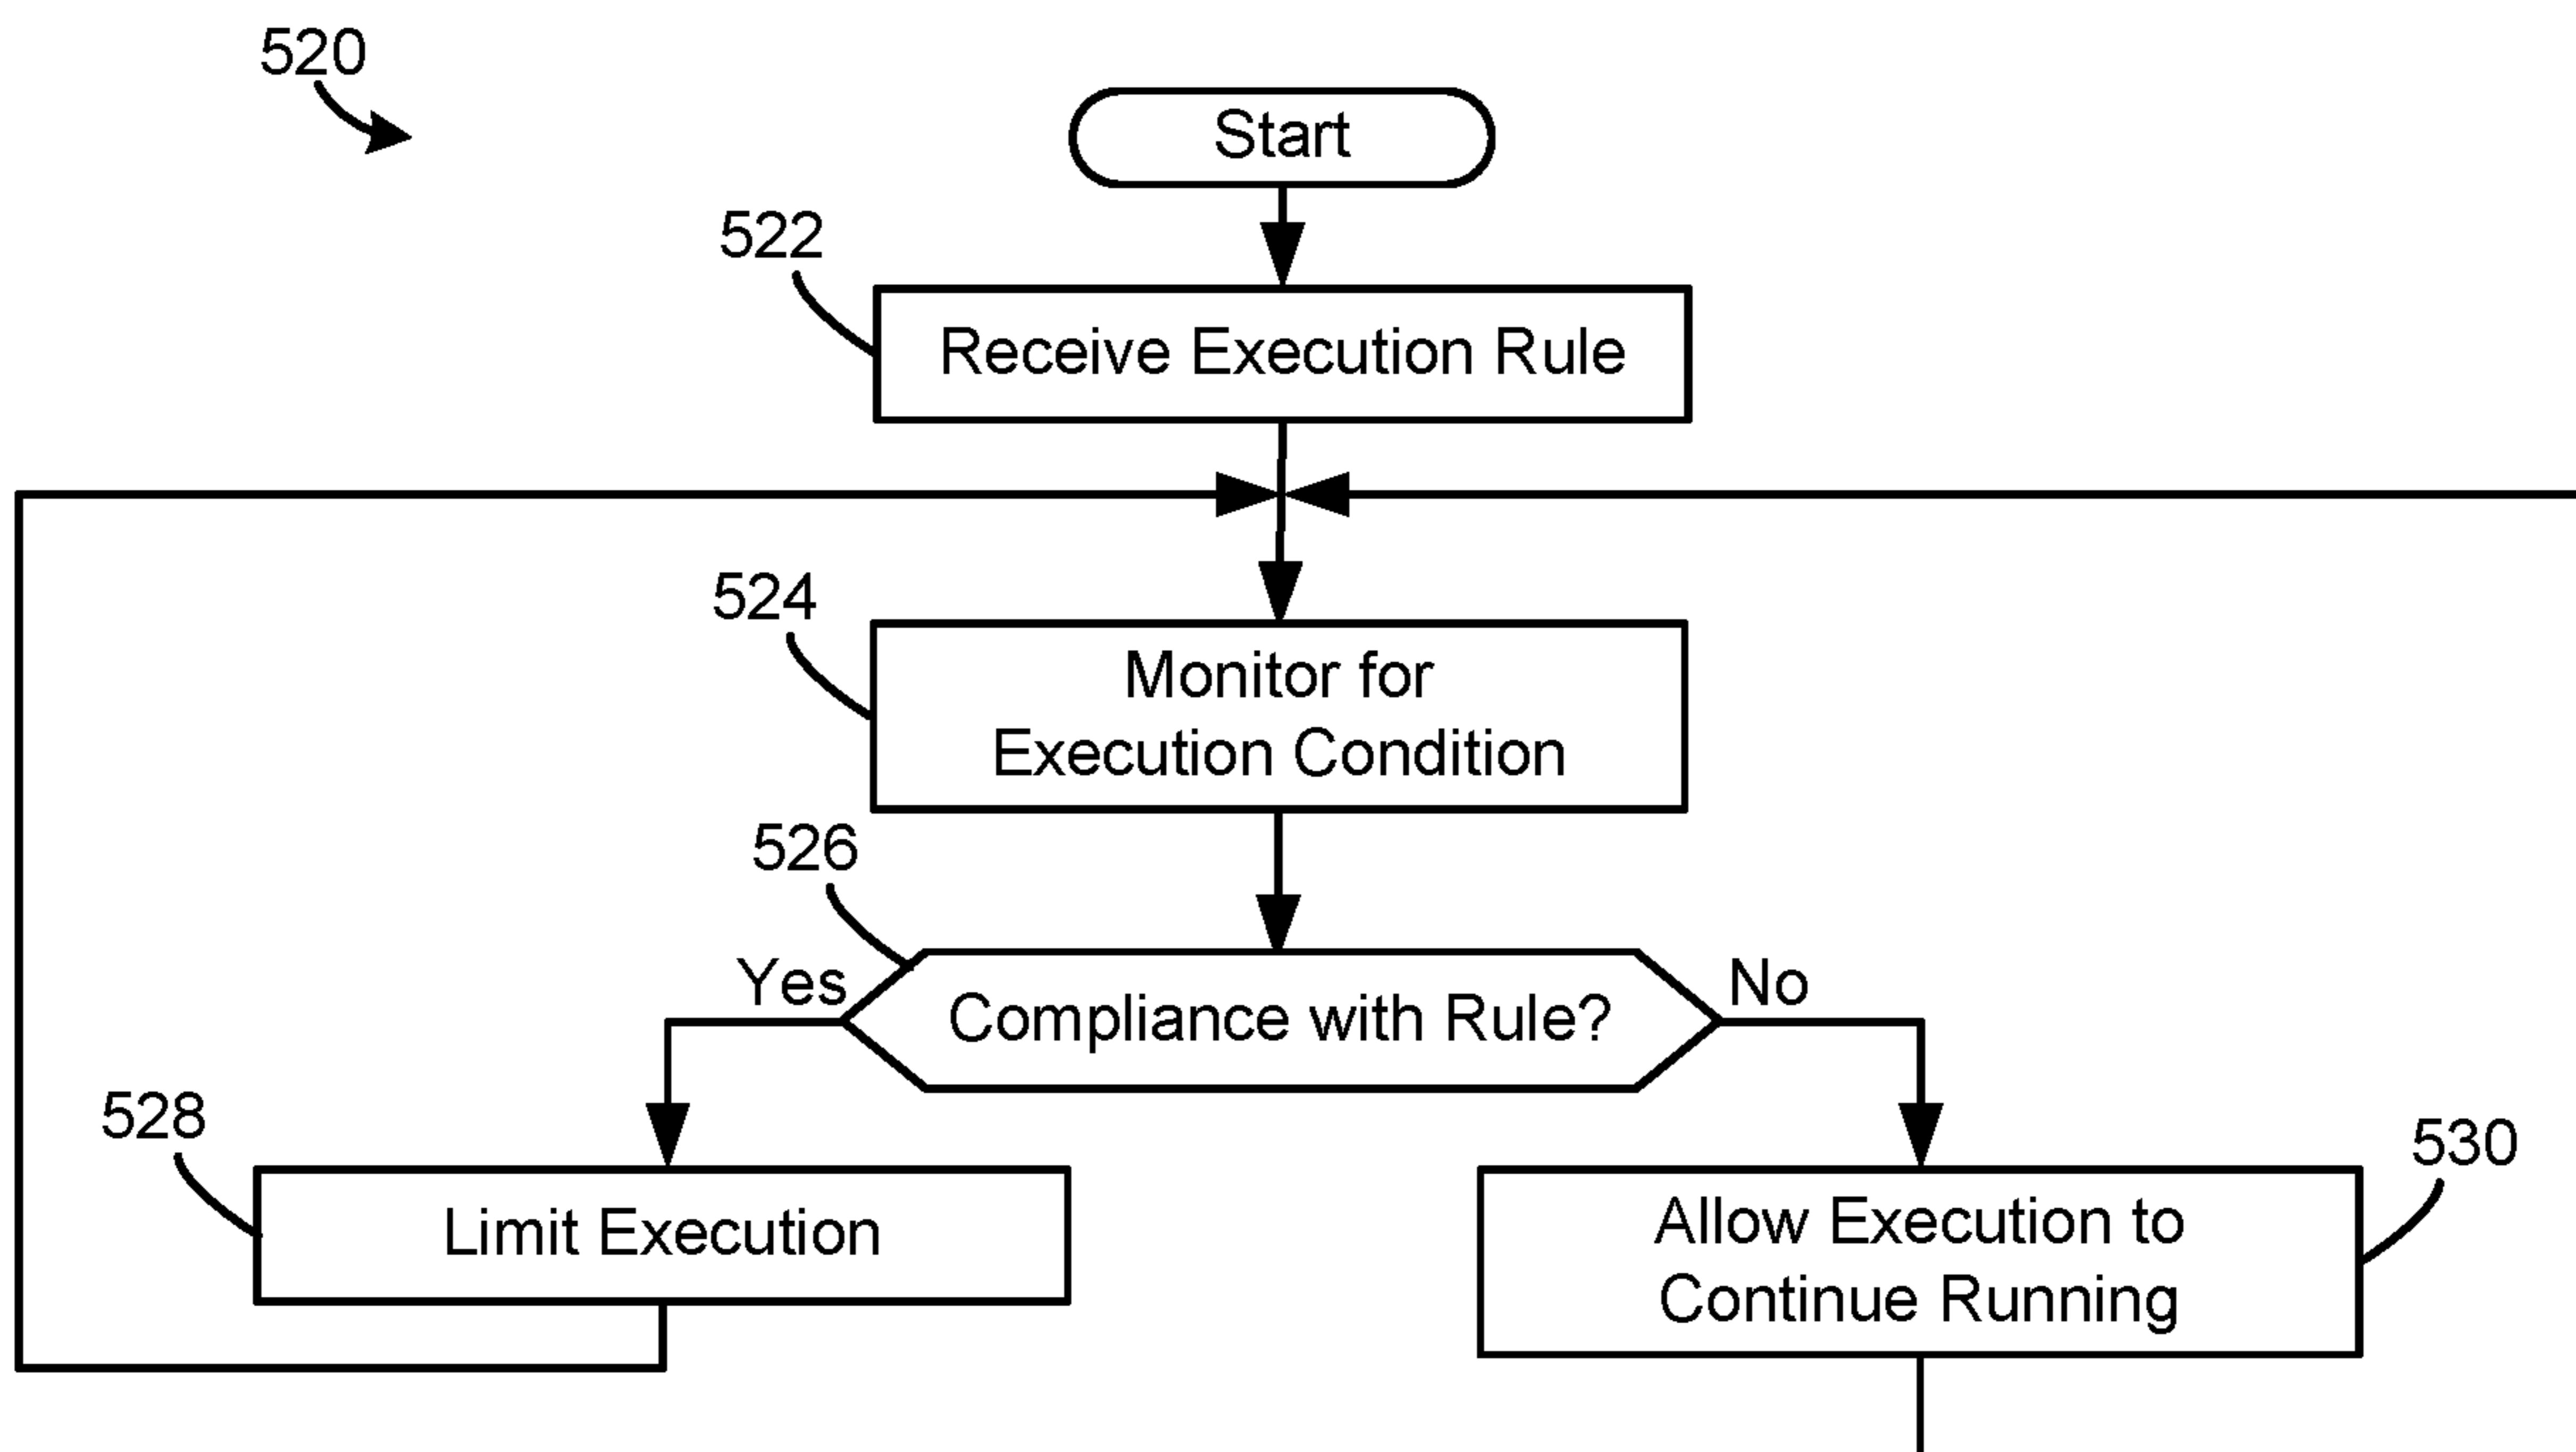 520
Start
522
Receive Execution Rule
524
Monitor for
Execution Condition
526
Yes
Compliance with Rule?
No
528
Limit Execution
530
Allow Execution to
Continue Running